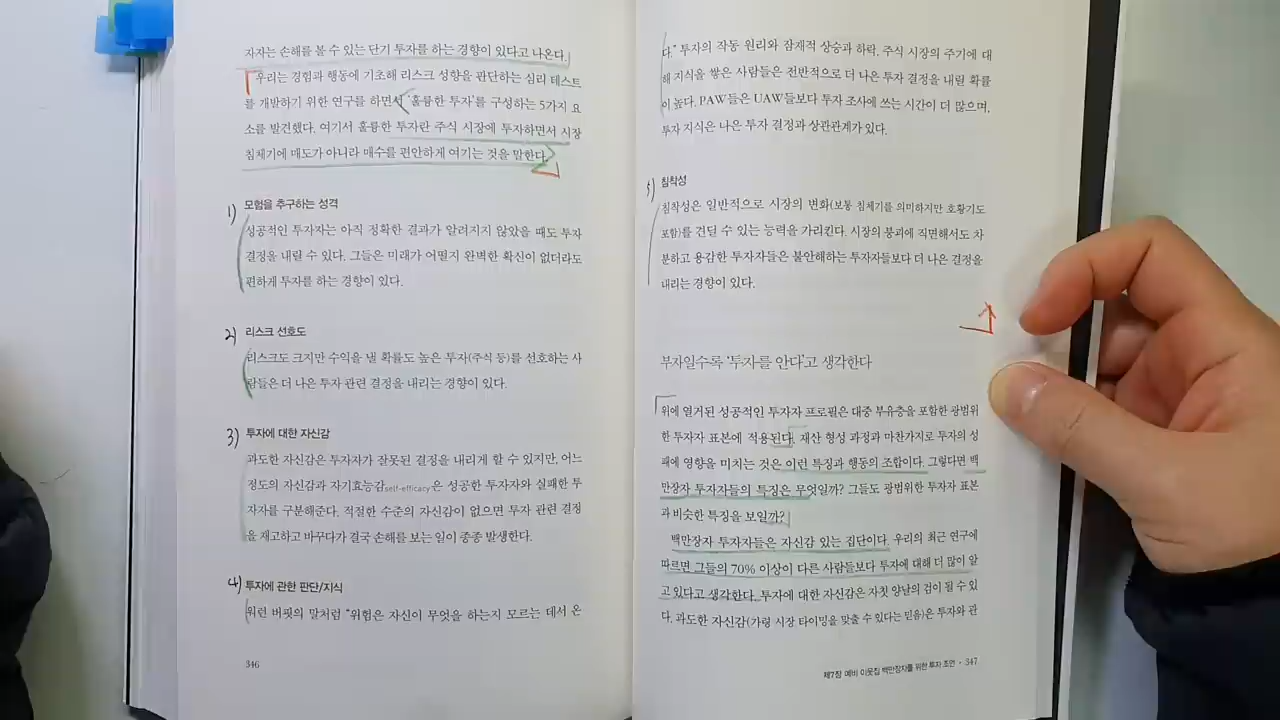 자자는 손해를 볼 수 있는 단기 투자를 하는 경향이 있다고 나온다.
우리는 경험과 행동에 기초해 리스크 성향을 판단하는 심리 테스트
를 개발하기 위한 연구를 하면서 '훌륭한 투자'를 구성하는 5가지 요
소를 발견했다. 여기서 훌륭한 투자란 주식 시장에 투자하면서 시장
침체기에 매도가 아니라 매수를 편안하게 여기는 것을 말한다.
1) 모험을 추구하는 성격
성공적인 투자자는 아직 정확한 결과가 알려지지 않았을 때도 투자
결정을 내릴 수 있다. 그들은 미래가 어떨지 완벽한 확신이 없더라도
편하게 투자를 하는 경향이 있다.
2) 리스크 선호도
리스크도 크지만 수익을 낼 확률도 높은 투자(주식 등)를 선호하는 사
람들은 더 나은 투자 관련 결정을 내리는 경향이 있다.
3) 투자에 대한 자신감
과도한 자신감은 투자자가 잘못된 결정을 내리게 할 수 있지만, 어느
정도의 자신감과 자기효능감self-efficacy은 성공한 투자자와 실패한 투
자자를 구분해준다. 적절한 수준의 자신감이 없으면 투자 관련 결정
을 재고하고 바꾸다가 결국 손해를 보는 일이 종종 발생한다.
4) 투자에 관한 판단/지식
워런 버핏의 말처럼 "위험은 자신이 무엇을 하는지 모르는 데서 온
346
다." 투자의 작동 원리와 잠재적 상승과 하락, 주식 시장의 주기에 대
해 지식을 쌓은 사람들은 전반적으로 더 나은 투자 결정을 내릴 확률
이 높다. PAW들은 UAW들보다 투자 조사에 쓰는 시간이 더 많으며,
투자 지식은 나은 투자 결정과 상관관계가 있다.
5) 침착성
침착성은 일반적으로 시장의 변화(보통 침체기를 의미하지만 호황기도
포함)를 견딜 수 있는 능력을 가리킨다. 시장의 붕괴에 직면해서도 차
분하고 용감한 투자자들은 불안해하는 투자자들보다 더 나은 결정을
내리는 경향이 있다.
부자일수록 '투자를 안다'고 생각한다
위에 열거된 성공적인 투자자 프로필은 대중 부유층을 포함한 광범위
한 투자자 표본에 적용된다. 재산 형성 과정과 마찬가지로 투자의 성
패에 영향을 미치는 것은 이런 특징과 행동의 조합이다. 그렇다면 백
만장자 투자자들의 특징은 무엇일까? 그들도 광범위한 투자자 표본
과 비슷한 특징을 보일까?
백만장자 투자자들은 자신감 있는 집단이다. 우리의 최근 연구에
따르면 그들의 70% 이상이 다른 사람들보다 투자에 대해 더 많이 알
고 있다고 생각한다. 투자에 대한 자신감은 자칫 양날의 검이 될 수 있
다. 과도한 자신감(가령 시장 타이밍을 맞출 수 있다는 믿음)은 투자와 관
제7장 예비 이웃집 백만장자를 위한 투자 조언 · 347